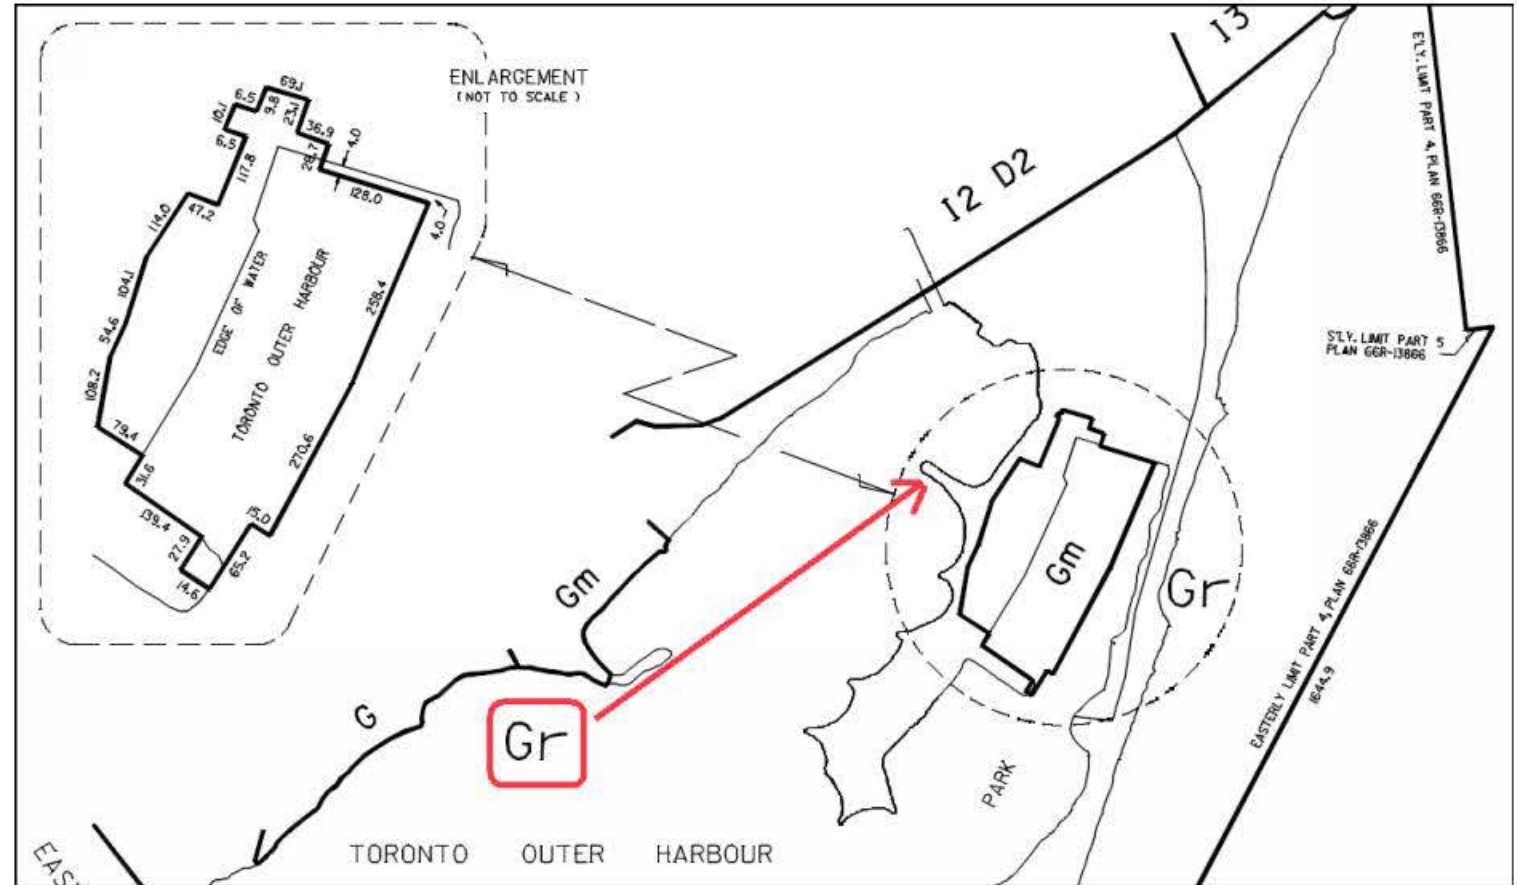 ENLARGEMENT
( NOT TO SCALE )
69.1
6.5
9.8
23.1
10.1
36.9
4.0
6.5
28.7
117.8
128.0
47.2
4.0
114.0
104.1
258.4
54.6
EDGE OF WATER
TORONTO OUTER HARBOUR
108.2
79.4
31.6
270.6
139.4
15.0
27.9
65.2
14.6
I3
I2 D2
E'LY. LIMIT PART 4, PLAN 66R-13866
S'LY. LIMIT PART 5
PLAN 66R-13866
Gm
Gm
Gr
EASTERLY LIMIT PART 4, PLAN 66R-13866
1644.9
G
Gr
PARK
TORONTO OUTER HARBOUR